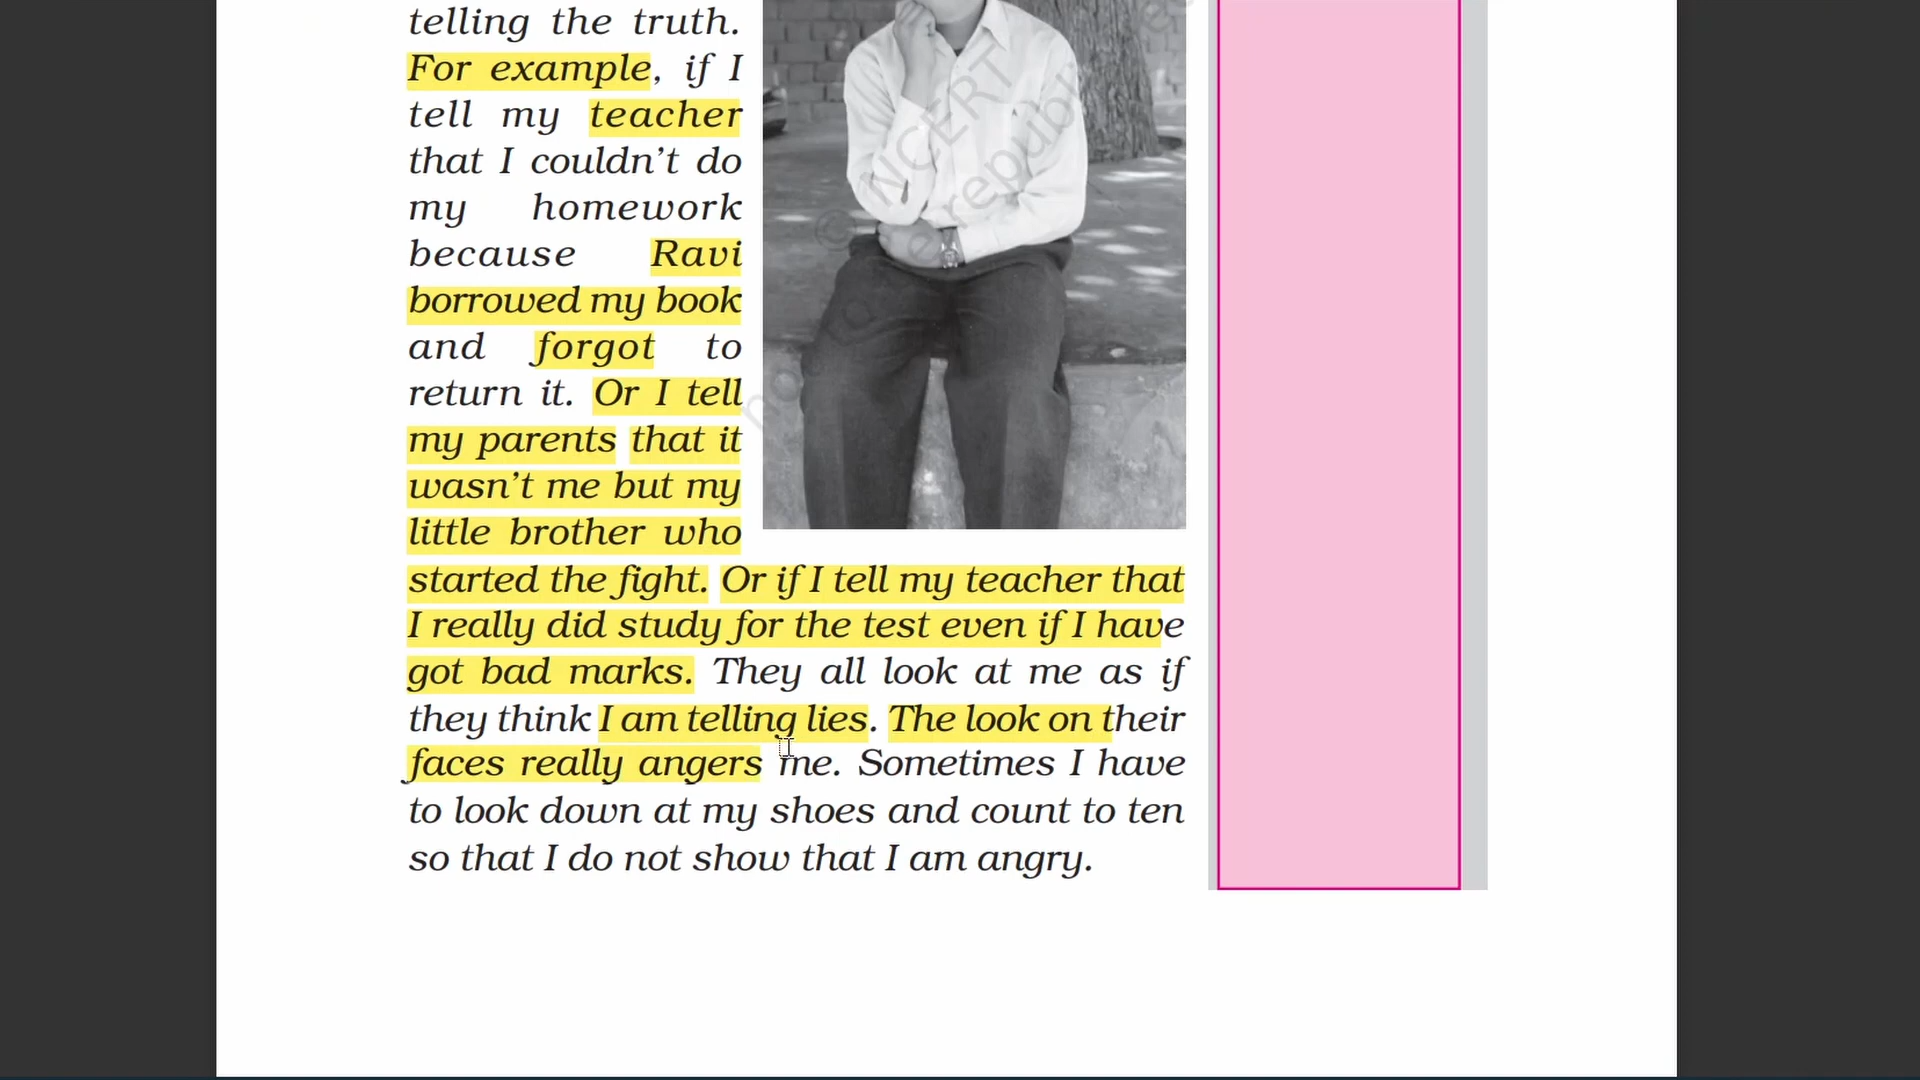 telling the truth.
For example, if I
tell my teacher
that I couldn’t do
my homework
because Ravi
borrowed my book
and forgot to
return it. Or I tell
my parents that it
wasn’t me but my
little brother who
started the fight. Or if I tell my teacher that
I really did study for the test even if I have
got bad marks. They all look at me as if
they think I am telling lies. The look on their
faces really angers me. Sometimes I have
to look down at my shoes and count to ten
so that I do not show that I am angry.
© NCERT
republ